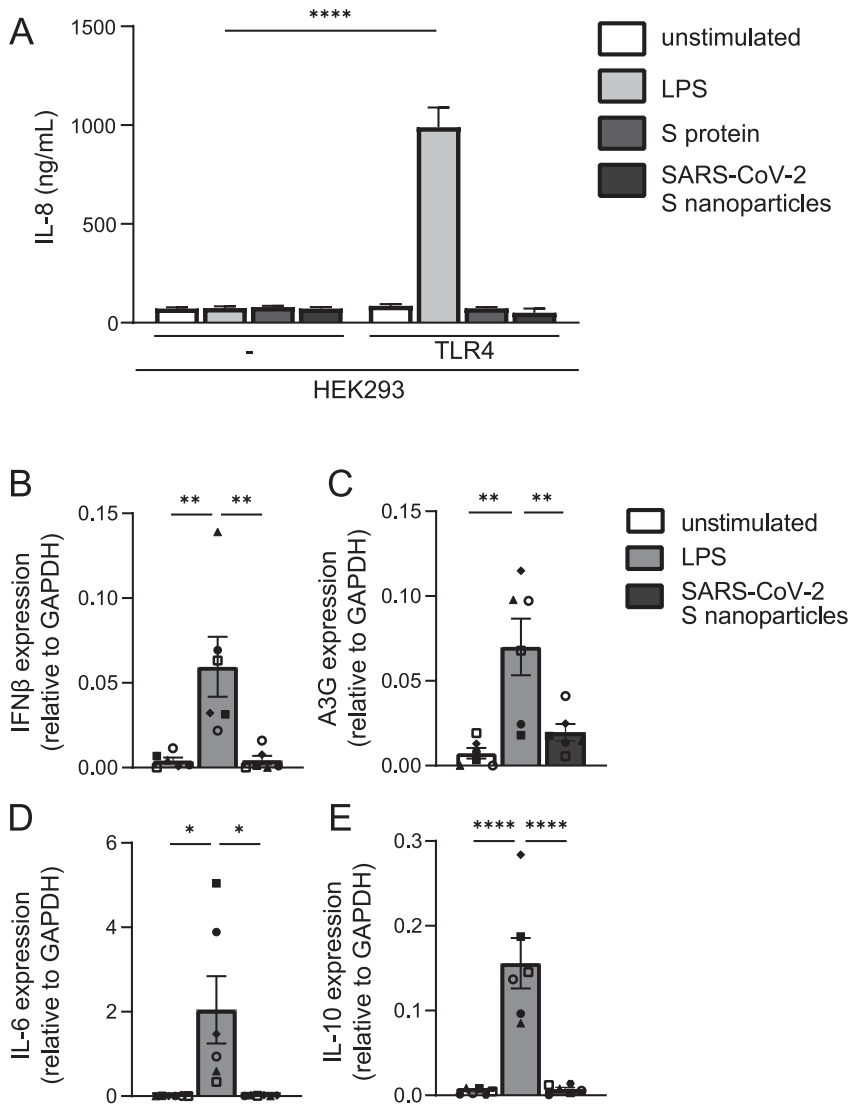 A
****
1500
1000
500
0
IL-8 (ng/mL)
-
TLR4
HEK293
unstimulated
LPS
S protein
SARS-CoV-2
S nanoparticles
B
** **
0.15
0.10
0.05
0.00
IFNβ expression
(relative to GAPDH)
C
** **
0.15
0.10
0.05
0.00
A3G expression
(relative to GAPDH)
unstimulated
LPS
SARS-CoV-2
S nanoparticles
D
* *
6
4
2
0
IL-6 expression
(relative to GAPDH)
E
**** ****
0.3
0.2
0.1
0.0
IL-10 expression
(relative to GAPDH)